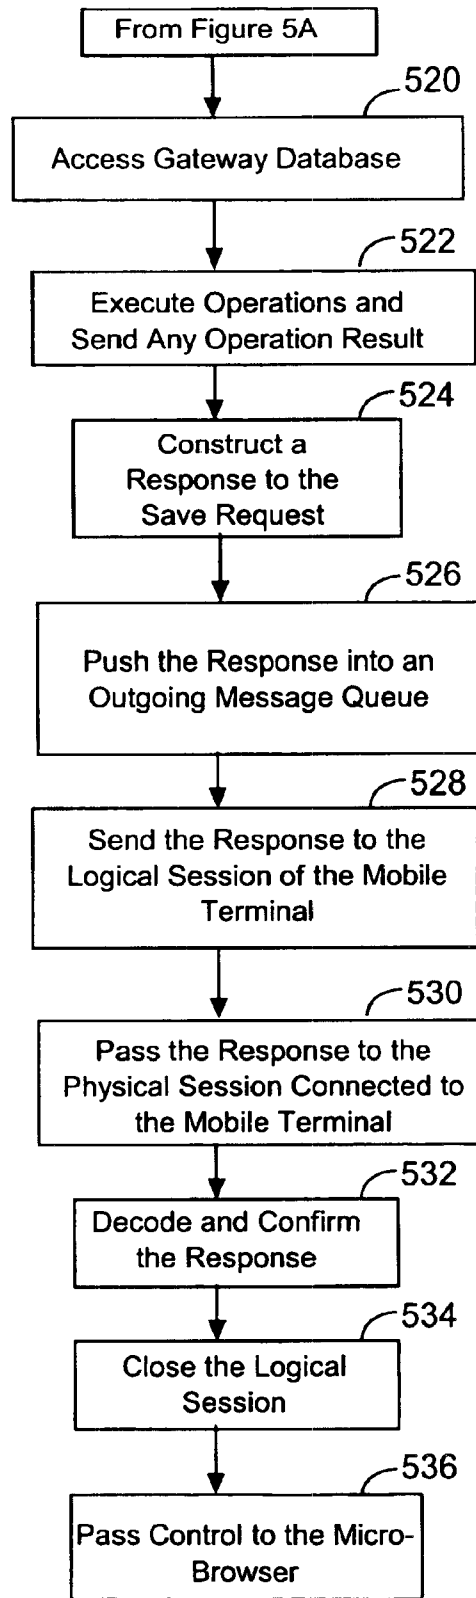 From Figure 5A
520
Access Gateway Database
522
Execute Operations and
Send Any Operation Result
524
Construct a
Response to the
Save Request
526
Push the Response into an
Outgoing Message Queue
528
Send the Response to the
Logical Session of the Mobile
Terminal
530
Pass the Response to the
Physical Session Connected to
the Mobile Terminal
532
Decode and Confirm
the Response
534
Close the Logical
Session
536
Pass Control to the Micro-
Browser